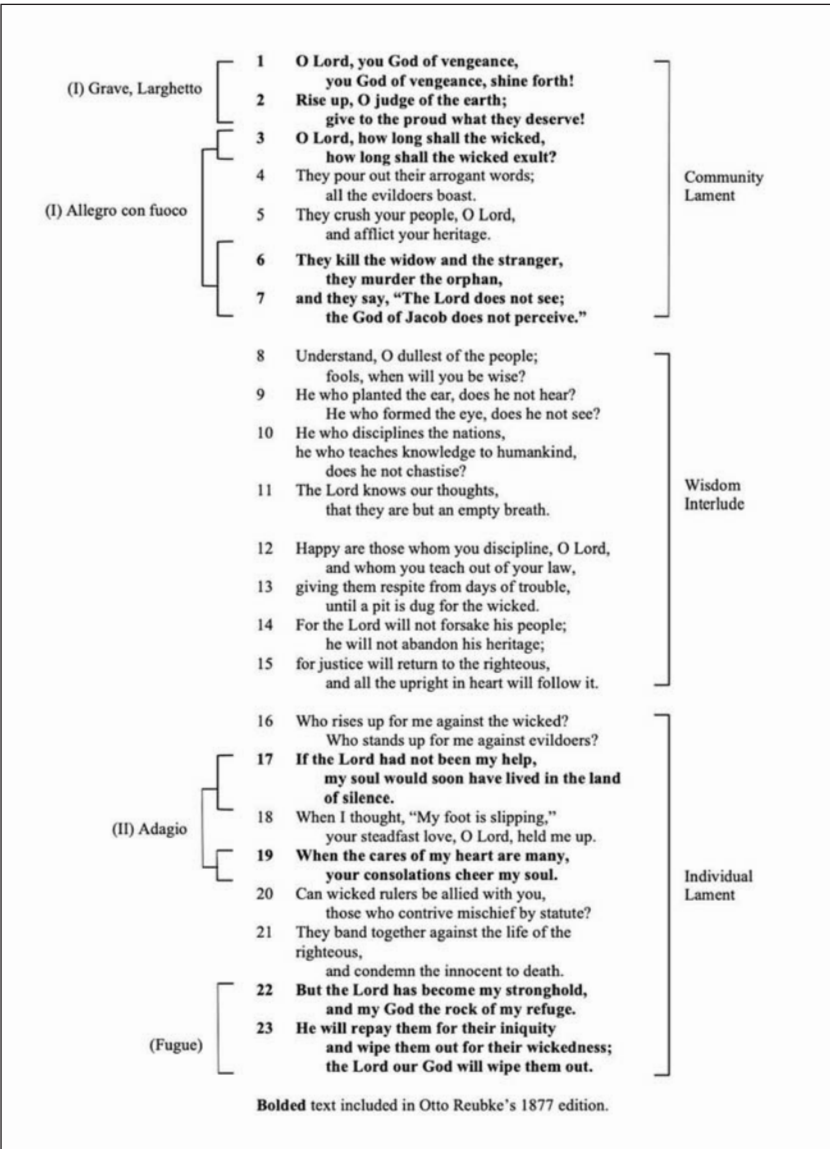 (I) Grave, Larghetto
1 O Lord, you God of vengeance,
you God of vengeance, shine forth!
2 Rise up, O judge of the earth;
give to the proud what they deserve!
(I) Allegro con fuoco
3 O Lord, how long shall the wicked,
how long shall the wicked exult?
4 They pour out their arrogant words;
all the evildoers boast.
5 They crush your people, O Lord,
and afflict your heritage.
6 They kill the widow and the stranger,
they murder the orphan,
7 and they say, “The Lord does not see;
the God of Jacob does not perceive.”
Community
Lament
8 Understand, O dullest of the people;
fools, when will you be wise?
9 He who planted the ear, does he not hear?
He who formed the eye, does he not see?
10 He who disciplines the nations,
he who teaches knowledge to humankind,
does he not chastise?
11 The Lord knows our thoughts,
that they are but an empty breath.
12 Happy are those whom you discipline, O Lord,
and whom you teach out of your law,
13 giving them respite from days of trouble,
until a pit is dug for the wicked.
14 For the Lord will not forsake his people;
he will not abandon his heritage;
15 for justice will return to the righteous,
and all the upright in heart will follow it.
Wisdom
Interlude
16 Who rises up for me against the wicked?
Who stands up for me against evildoers?
(II) Adagio
17 If the Lord had not been my help,
my soul would soon have lived in the land
of silence.
18 When I thought, “My foot is slipping,”
your steadfast love, O Lord, held me up.
19 When the cares of my heart are many,
your consolations cheer my soul.
20 Can wicked rulers be allied with you,
those who contrive mischief by statute?
21 They band together against the life of the
righteous,
and condemn the innocent to death.
(Fugue)
22 But the Lord has become my stronghold,
and my God the rock of my refuge.
23 He will repay them for their iniquity
and wipe them out for their wickedness;
the Lord our God will wipe them out.
Individual
Lament
Bolded text included in Otto Reubke’s 1877 edition.